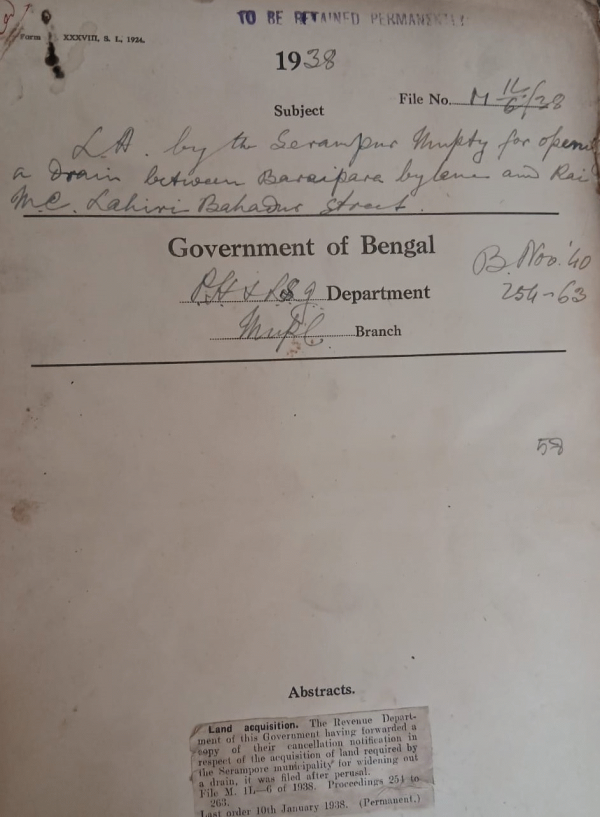 TO BE RETAINED PERMANENTLY
Form XXXVIII, S. L, 1924.
1938
File No. M 1L/6/38
Subject
L.A. by the Serampur Mupty for opening
a drain between Baraipara bylane and Rai
M.C. Lahiri Bahadur Street.
Government of Bengal
B. Nov. '40
P.H & L.S.g Department
254-63
Branch
58
Abstracts.
Land acquisition. The Revenue Depart-
ment of this Government having forwarded a
copy of their cancellation notification in
respect of the acquisition of land required by
the Serampore municipality for widening out
a drain, it was filed after perusal.
File M. 1L—6 of 1938. Proceedings 251 to
263.
Last order 10th January 1938. (Permanent.)